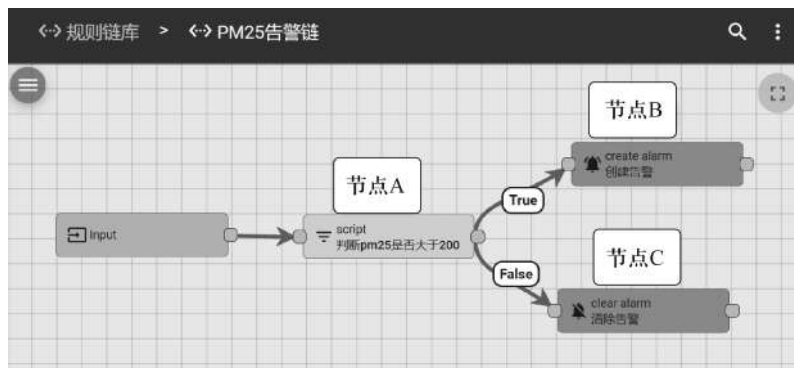 规则链库 > PM25告警链
节点B
create alarm
创建告警
节点A
True
Input
script
判断pm25是否大于200
节点C
False
clear alarm
清除告警